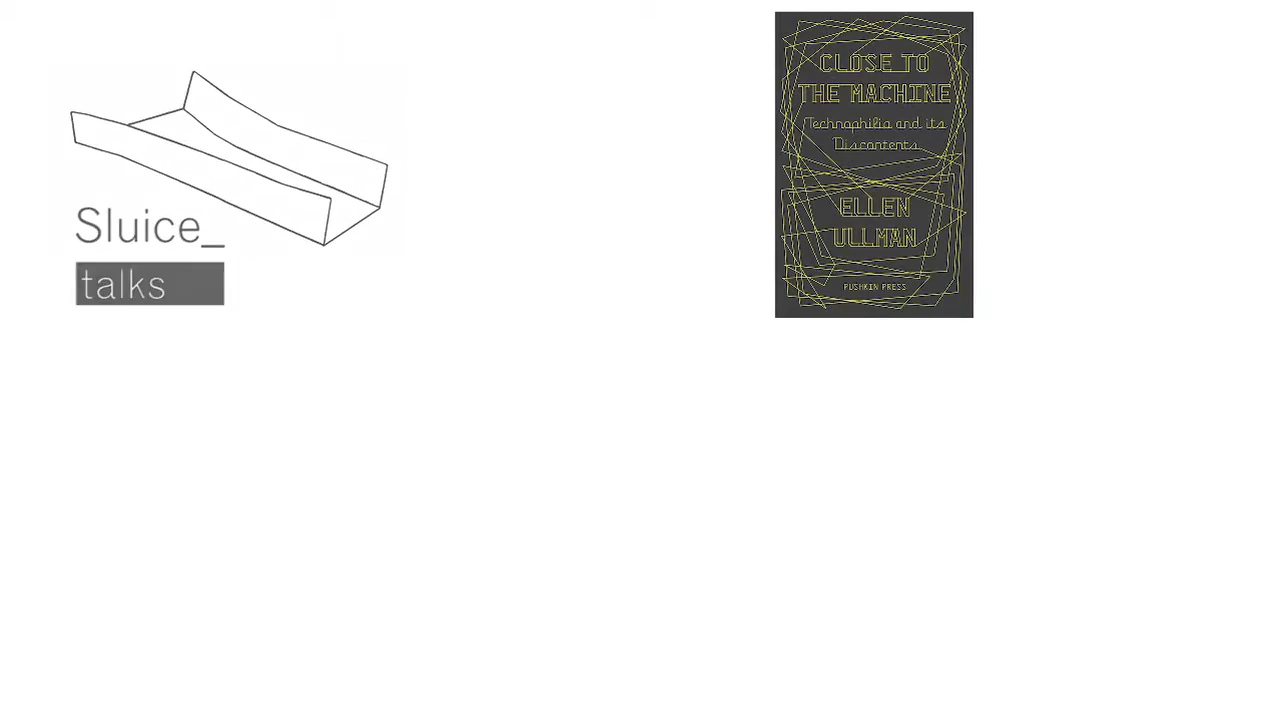 Sluice_
talks
CLOSE TO
THE MACHINE
Technophilia and its
Discontents
ELLEN
ULLMAN
PUSHKIN PRESS